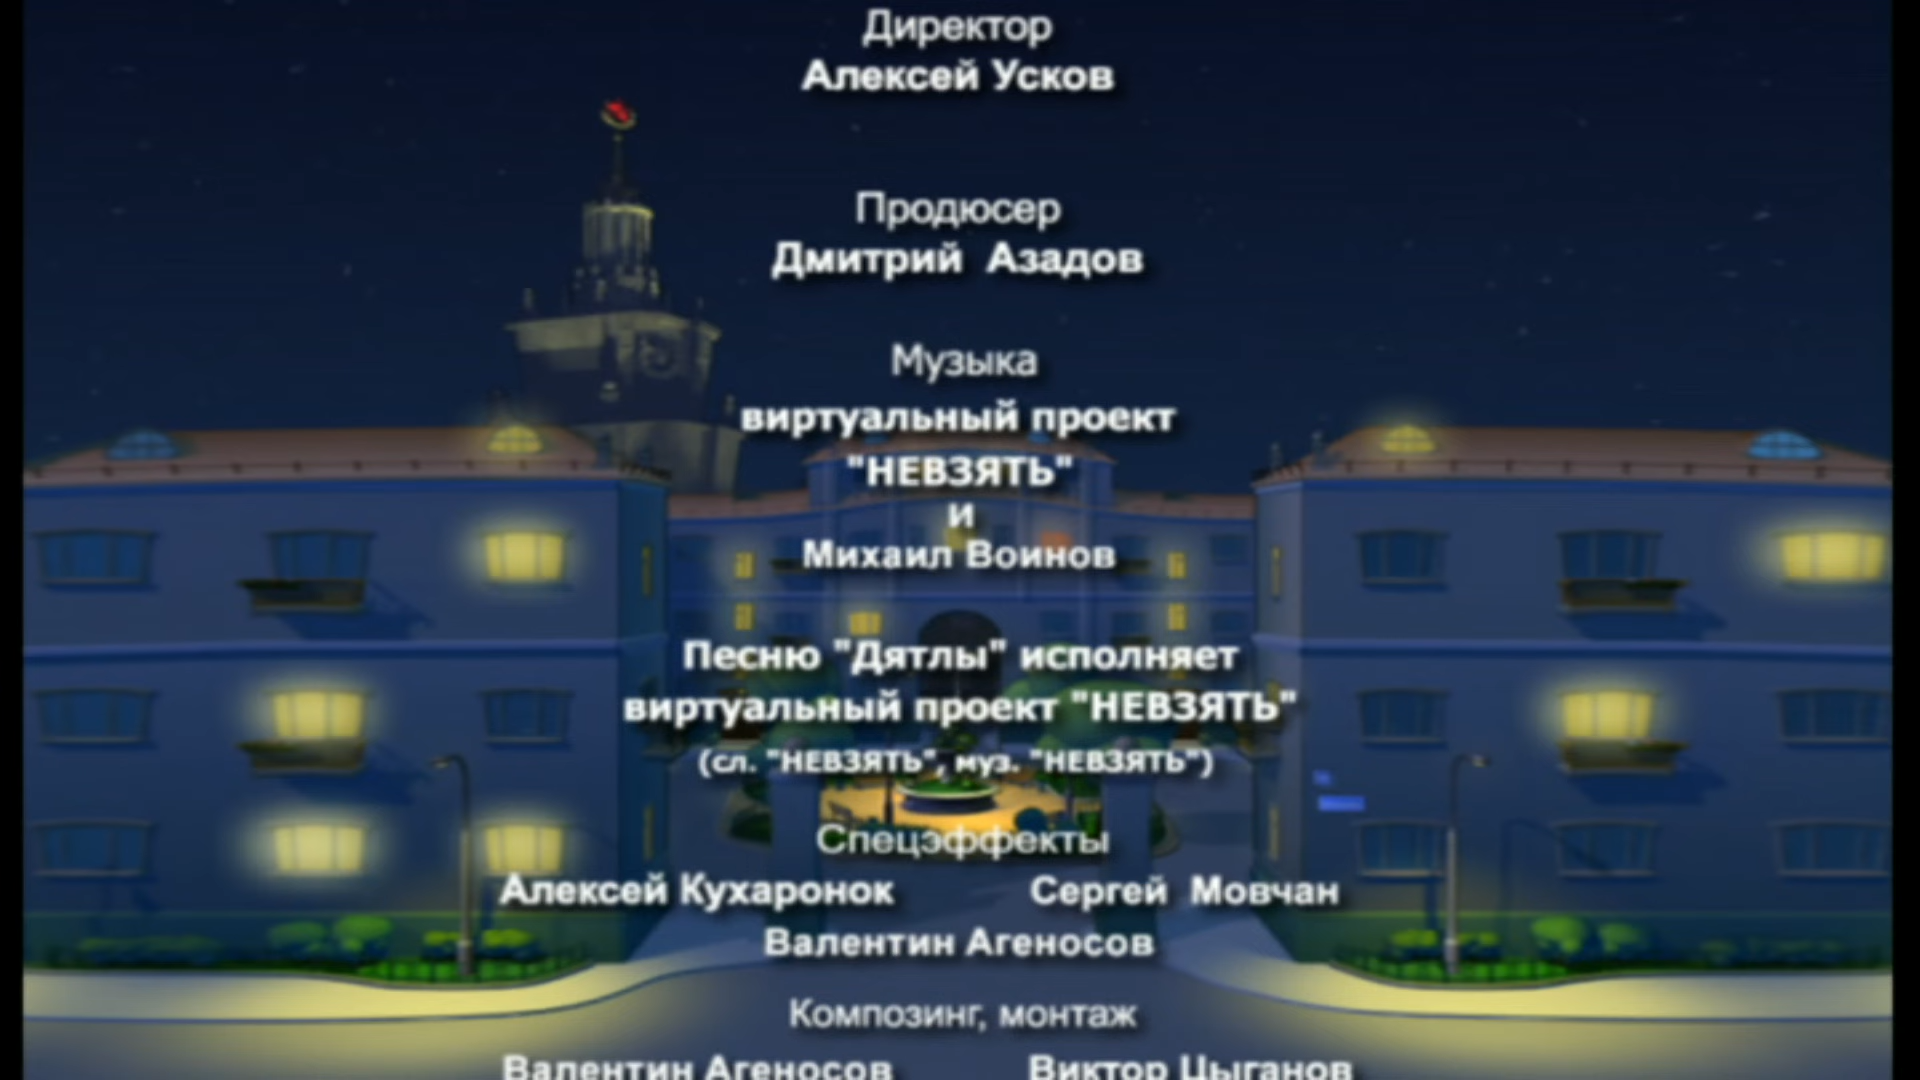 Директор
Алексей Усков
Продюсер
Дмитрий Азадов
Музыка
виртуальный проект
"НЕВЗЯТЬ"
и
Михаил Воинов
Песню "Дятлы" исполняет
виртуальный проект "НЕВЗЯТЬ"
(сл. "НЕВЗЯТЬ", муз. "НЕВЗЯТЬ")
Спецэффекты
Алексей Кухаронок Сергей Мовчан
Валентин Агеносов
Композинг, монтаж
Валентин Агеносов Виктор Цыганов